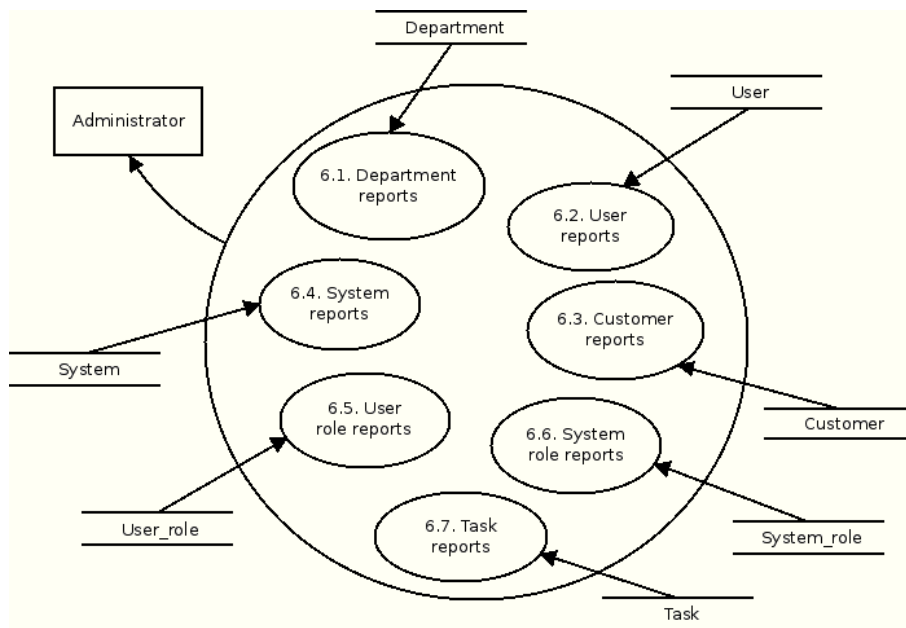 Department
User
Administrator
6.1. Department
reports
6.2. User
reports
6.4. System
reports
6.3. Customer
reports
System
6.5. User
role reports
Customer
6.6. System
role reports
User_role
6.7. Task
reports
System_role
Task